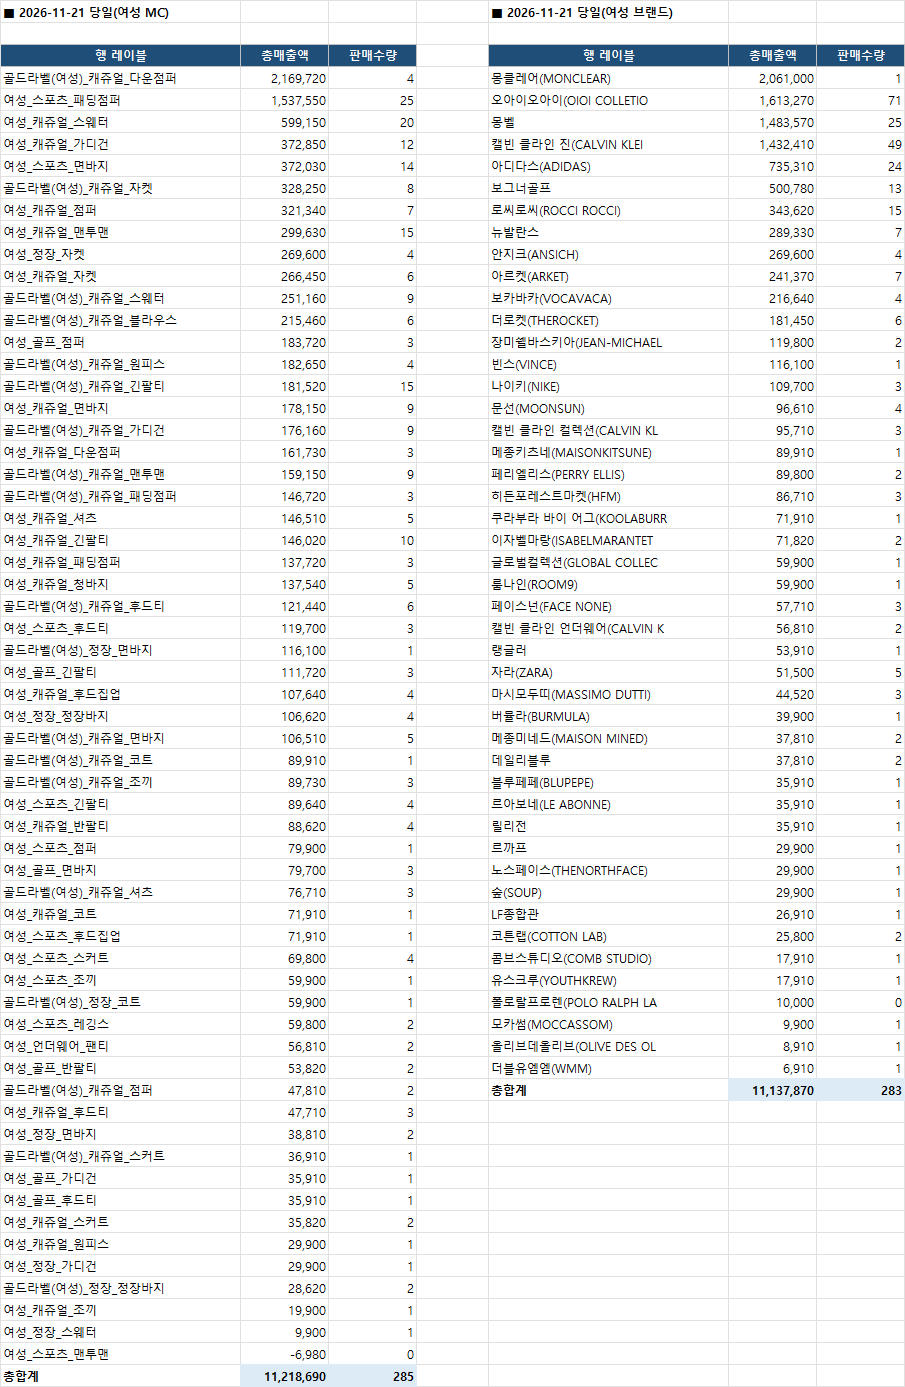 ■ 2026-11-21 당일(여성 MC)
행 레이블 총매출액 판매수량
골드라벨(여성)_캐쥬얼_다운점퍼 2,169,720 4
여성_스포츠_패딩점퍼 1,537,550 25
여성_캐쥬얼_스웨터 599,150 20
여성_캐쥬얼_가디건 372,850 12
여성_스포츠_면바지 372,030 14
골드라벨(여성)_캐쥬얼_자켓 328,250 8
여성_캐쥬얼_점퍼 321,340 7
여성_캐쥬얼_맨투맨 299,630 15
여성_정장_자켓 269,600 4
여성_캐쥬얼_자켓 266,450 6
골드라벨(여성)_캐쥬얼_스웨터 251,160 9
골드라벨(여성)_캐쥬얼_블라우스 215,460 6
여성_골프_점퍼 183,720 3
골드라벨(여성)_캐쥬얼_원피스 182,650 4
골드라벨(여성)_캐쥬얼_긴팔티 181,520 15
여성_캐쥬얼_면바지 178,150 9
골드라벨(여성)_캐쥬얼_가디건 176,160 9
여성_캐쥬얼_다운점퍼 161,730 3
골드라벨(여성)_캐쥬얼_맨투맨 159,150 9
골드라벨(여성)_캐쥬얼_패딩점퍼 146,720 3
여성_캐쥬얼_셔츠 146,510 5
여성_캐쥬얼_긴팔티 146,020 10
여성_캐쥬얼_패딩점퍼 137,720 3
여성_캐쥬얼_청바지 137,540 5
골드라벨(여성)_캐쥬얼_후드티 121,440 6
여성_스포츠_후드티 119,700 3
골드라벨(여성)_정장_면바지 116,100 1
여성_골프_긴팔티 111,720 3
여성_캐쥬얼_후드집업 107,640 4
여성_정장_정장바지 106,620 4
골드라벨(여성)_캐쥬얼_면바지 106,510 5
골드라벨(여성)_캐쥬얼_코트 89,910 1
골드라벨(여성)_캐쥬얼_조끼 89,730 3
여성_스포츠_긴팔티 89,640 4
여성_캐쥬얼_반팔티 88,620 4
여성_스포츠_점퍼 79,900 1
여성_골프_면바지 79,700 3
골드라벨(여성)_캐쥬얼_셔츠 76,710 3
여성_캐쥬얼_코트 71,910 1
여성_스포츠_후드집업 71,910 1
여성_스포츠_스커트 69,800 4
여성_스포츠_조끼 59,900 1
골드라벨(여성)_정장_코트 59,900 1
여성_스포츠_레깅스 59,800 2
여성_언더웨어_팬티 56,810 2
여성_골프_반팔티 53,820 2
골드라벨(여성)_캐쥬얼_점퍼 47,810 2
여성_캐쥬얼_후드티 47,710 3
여성_정장_면바지 38,810 2
골드라벨(여성)_캐쥬얼_스커트 36,910 1
여성_골프_가디건 35,910 1
여성_골프_후드티 35,910 1
여성_캐쥬얼_스커트 35,820 2
여성_캐쥬얼_원피스 29,900 1
여성_정장_가디건 29,900 1
골드라벨(여성)_정장_정장바지 28,620 2
여성_캐쥬얼_조끼 19,900 1
여성_정장_스웨터 9,900 1
여성_스포츠_맨투맨 -6,980 0
총합계 11,218,690 285
■ 2026-11-21 당일(여성 브랜드)
행 레이블 총매출액 판매수량
몽클레어(MONCLEAR) 2,061,000 1
오아이오아이(OIOI COLLETIO 1,613,270 71
몽벨 1,483,570 25
캘빈 클라인 진(CALVIN KLEI 1,432,410 49
아디다스(ADIDAS) 735,310 24
보그너골프 500,780 13
로씨로씨(ROCCI ROCCI) 343,620 15
뉴발란스 289,330 7
안지크(ANSICH) 269,600 4
아르켓(ARKET) 241,370 7
보카바카(VOCAVACA) 216,640 4
더로켓(THEROCKET) 181,450 6
장미쉘바스키아(JEAN-MICHAEL 119,800 2
빈스(VINCE) 116,100 1
나이키(NIKE) 109,700 3
문선(MOONSUN) 96,610 4
캘빈 클라인 컬렉션(CALVIN KL 95,710 3
메종키츠네(MAISONKITSUNE) 89,910 1
페리엘리스(PERRY ELLIS) 89,800 2
히든포레스트마켓(HFM) 86,710 3
쿠라부라 바이 어그(KOOLABURR 71,910 1
이자벨마랑(ISABELMARANTET 71,820 2
글로벌컬렉션(GLOBAL COLLEC 59,900 1
룸나인(ROOM9) 59,900 1
페이스넌(FACE NONE) 57,710 3
캘빈 클라인 언더웨어(CALVIN K 56,810 2
랭글러 53,910 1
자라(ZARA) 51,500 5
마시모두띠(MASSIMO DUTTI) 44,520 3
버뮬라(BURMULA) 39,900 1
메종미네드(MAISON MINED) 37,810 2
데일리블루 37,810 2
블루페페(BLUPEPE) 35,910 1
르아보네(LE ABONNE) 35,910 1
릴리전 35,910 1
르까프 29,900 1
노스페이스(THENORTHFACE) 29,900 1
숲(SOUP) 29,900 1
LF종합관 26,910 1
코튼랩(COTTON LAB) 25,800 2
콤브스튜디오(COMB STUDIO) 17,910 1
유스크루(YOUTHKREW) 17,910 1
폴로랄프로렌(POLO RALPH LA 10,000 0
모카썸(MOCCASSOM) 9,900 1
올리브데올리브(OLIVE DES OL 8,910 1
더블유엠엠(WMM) 6,910 1
총합계 11,137,870 283